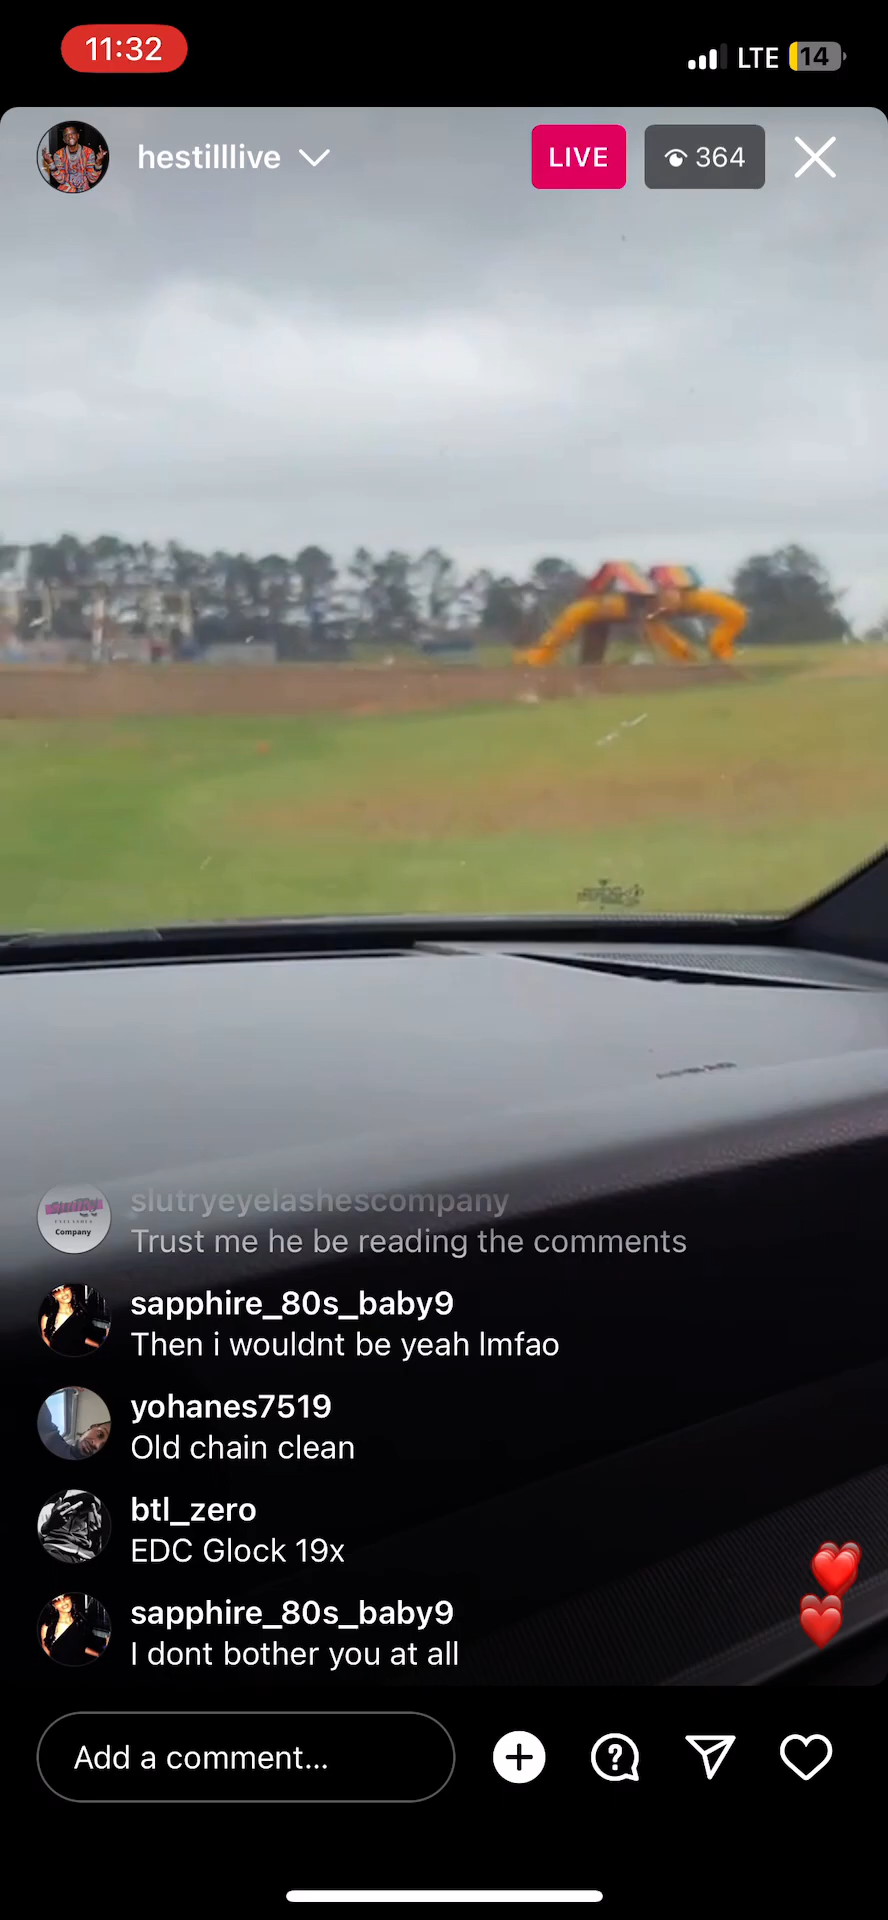 11:32
LTE 14
hestilllive
LIVE
364
slutryeyelashescompany
Trust me he be reading the comments
Company
sapphire_80s_baby9
Then i wouldnt be yeah lmfao
yohanes7519
Old chain clean
btl_zero
EDC Glock 19x
sapphire_80s_baby9
I dont bother you at all
Add a comment...